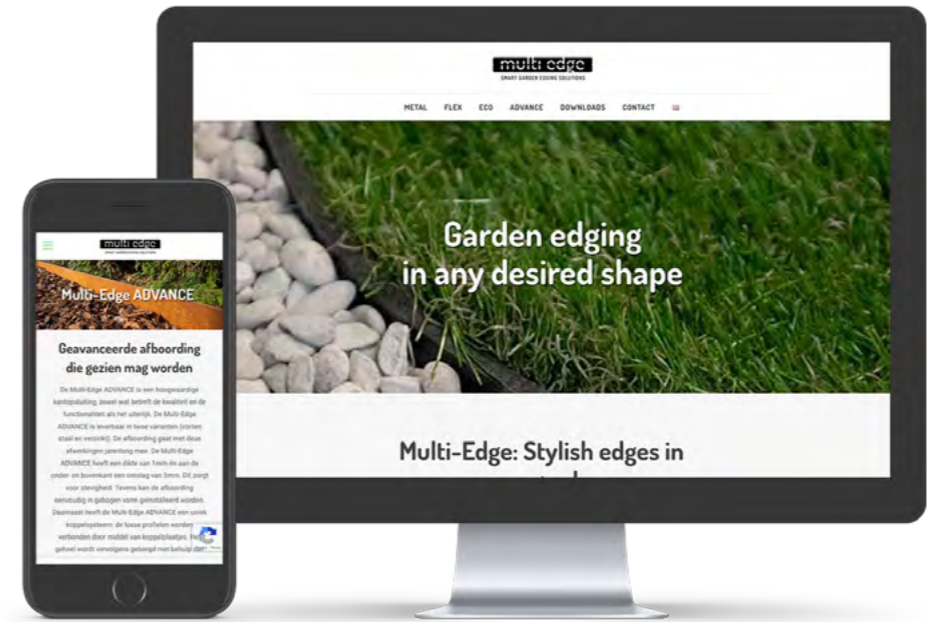 multi edge
SMART GARDEN EDGING SOLUTIONS
METAL FLEX ECO ADVANCE DOWNLOADS CONTACT
Garden edging
in any desired shape
Multi-Edge: Stylish edges in
multi edge
Multi-Edge ADVANCE
Geavanceerde afboording
die gezien mag worden
De Multi-Edge ADVANCE is een hoogwaardige
kantopsluiting, zowel wat betreft de kwaliteit en de
functionaliteit als het uiterlijk. De Multi-Edge
ADVANCE is leverbaar in twee varianten (corten
staal en verzinkt). De afboording gaat met deze
afwerkingen jarenlang mee. De Multi-Edge
ADVANCE heeft een dikte van 1mm én aan de
onder- en bovenkant een omslag van 3mm. Dit zorgt
voor stevigheid. Tevens kan de afboording
eenvoudig in gebogen vorm geïnstalleerd worden.
Daarnaast heeft de Multi-Edge ADVANCE een uniek
koppelsysteem: de losse profielen worden
verbonden door middel van koppelplaatjes. Het
geheel wordt vervolgens geborgd met behulp van